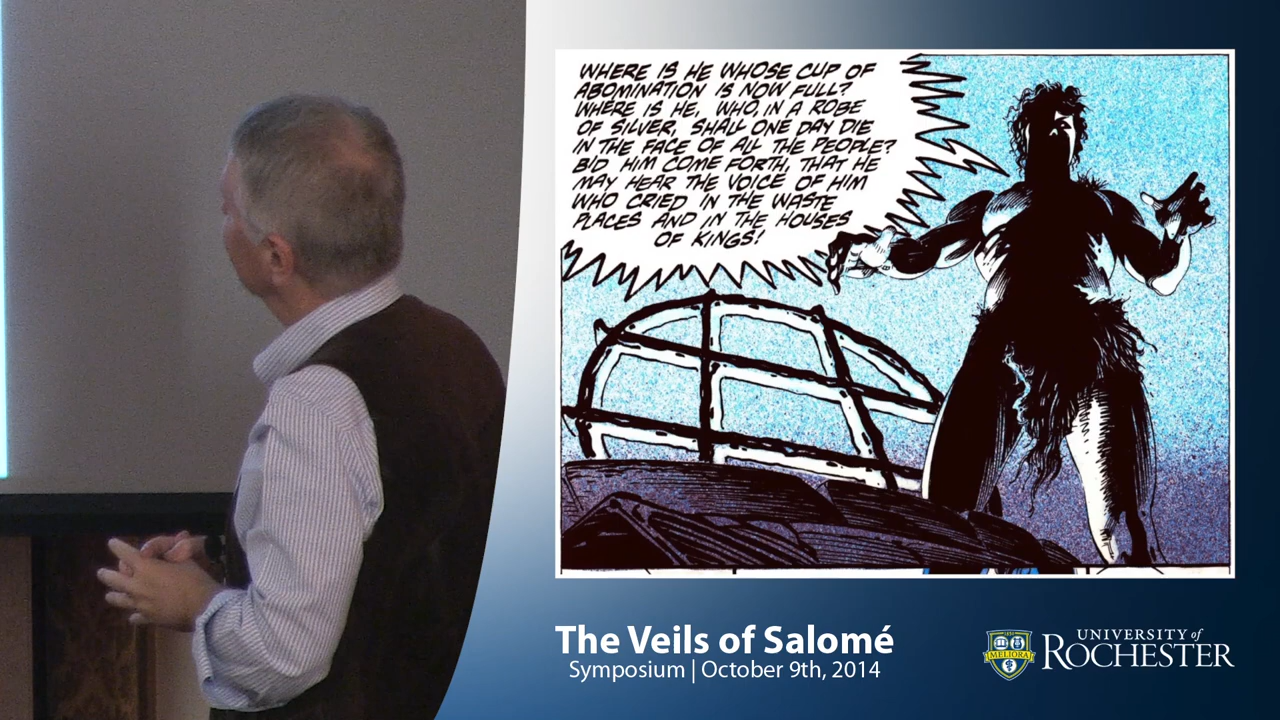 WHERE IS HE WHOSE CUP OF
ABOMINATION IS NOW FULL?
WHERE IS HE, WHO, IN A ROBE
OF SILVER, SHALL ONE DAY DIE
IN THE FACE OF ALL THE PEOPLE?
BID HIM COME FORTH, THAT HE
MAY HEAR THE VOICE OF HIM
WHO CRIED IN THE WASTE
PLACES AND IN THE HOUSES
OF KINGS!
The Veils of Salomé
Symposium | October 9th, 2014
MELIORA
UNIVERSITY of
ROCHESTER